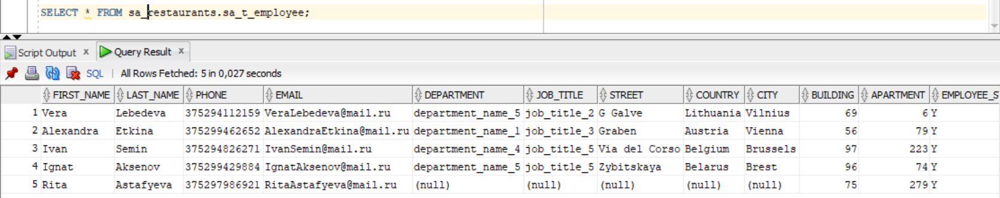 SELECT * FROM sa_restaurants.sa_t_employee;
Script Output x Query Result x
SQL | All Rows Fetched: 5 in 0,027 seconds
FIRST_NAME LAST_NAME PHONE EMAIL DEPARTMENT JOB_TITLE STREET COUNTRY CITY BUILDING APARTMENT EMPLOYEE_S
1 Vera Lebedeva 375294112159 VeraLebedeva@mail.ru department_name_5 job_title_2 G Galve Lithuania Vilnius 69 6 Y
2 Alexandra Etkina 375299462652 AlexandraEtkina@mail.ru department_name_1 job_title_3 Graben Austria Vienna 56 79 Y
3 Ivan Semin 375294826271 IvanSemin@mail.ru department_name_4 job_title_5 Via del Corso Belgium Brussels 97 223 Y
4 Ignat Aksenov 375299429884 IgnatAksenov@mail.ru department_name_5 job_title_5 Zybitskaya Belarus Brest 96 74 Y
5 Rita Astafyeva 375297986921 RitaAstafyeva@mail.ru (null) (null) (null) (null) (null) 75 279 Y